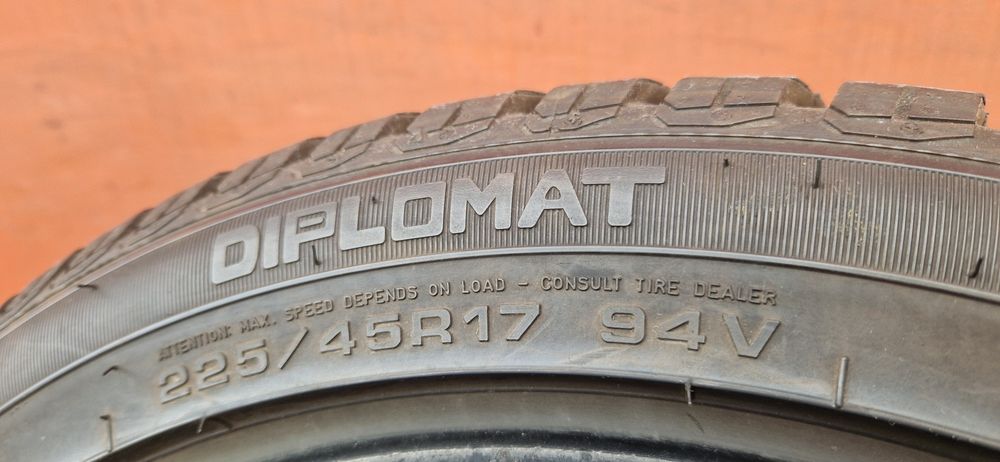 DIPLOMAT
ATTENTION: MAX. SPEED DEPENDS ON LOAD - CONSULT TIRE DEALER
225/45R17 94V